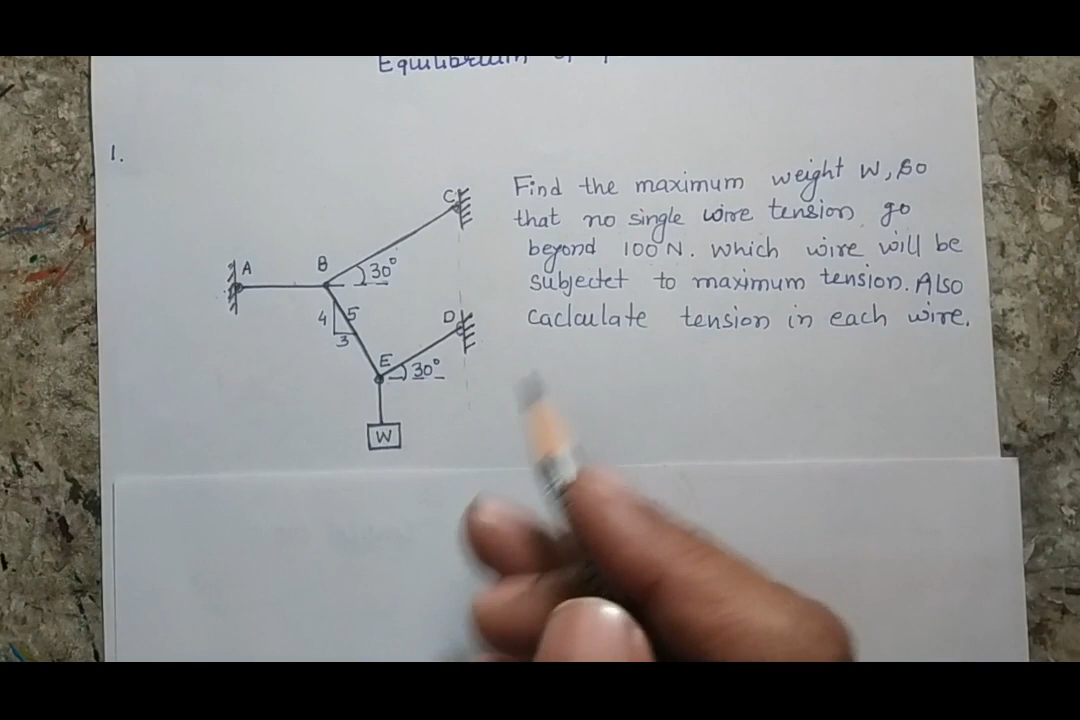 Equilibrium
1.
Find the maximum weight W, so
that no single wire tension go
beyond 100 N. which wire will be
subjectet to maximum tension. Also
caclculate tension in each wire.
C
A
B
30°
4
5
3
D
E
30°
W